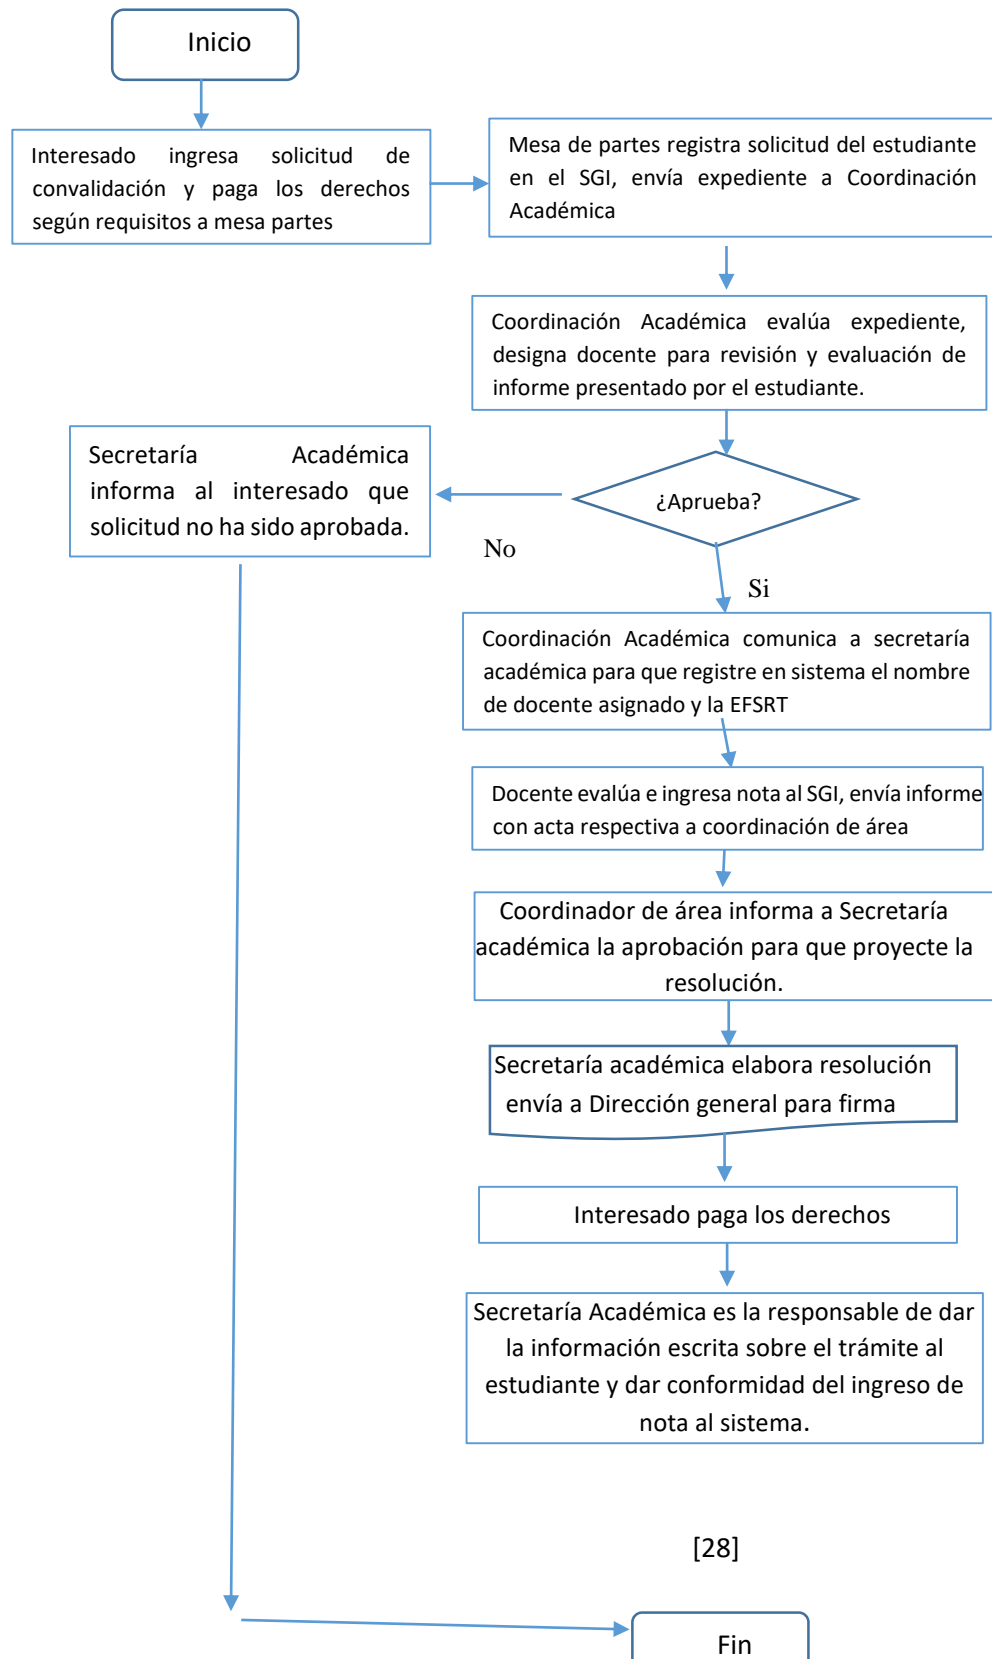 Inicio
Interesado ingresa solicitud de
convalidación y paga los derechos
según requisitos a mesa partes
Mesa de partes registra solicitud del estudiante
en el SGI, envía expediente a Coordinación
Académica
Coordinación Académica evalúa expediente,
designa docente para revisión y evaluación de
informe presentado por el estudiante.
Secretaría Académica
informa al interesado que
solicitud no ha sido aprobada.
¿Aprueba?
No
Si
Coordinación Académica comunica a secretaría
académica para que registre en sistema el nombre
de docente asignado y la EFSRT
Docente evalúa e ingresa nota al SGI, envía informe
con acta respectiva a coordinación de área
Coordinador de área informa a Secretaría
académica la aprobación para que proyecte la
resolución.
Secretaría académica elabora resolución
envía a Dirección general para firma
Interesado paga los derechos
Secretaría Académica es la responsable de dar
la información escrita sobre el trámite al
estudiante y dar conformidad del ingreso de
nota al sistema.
[28]
Fin